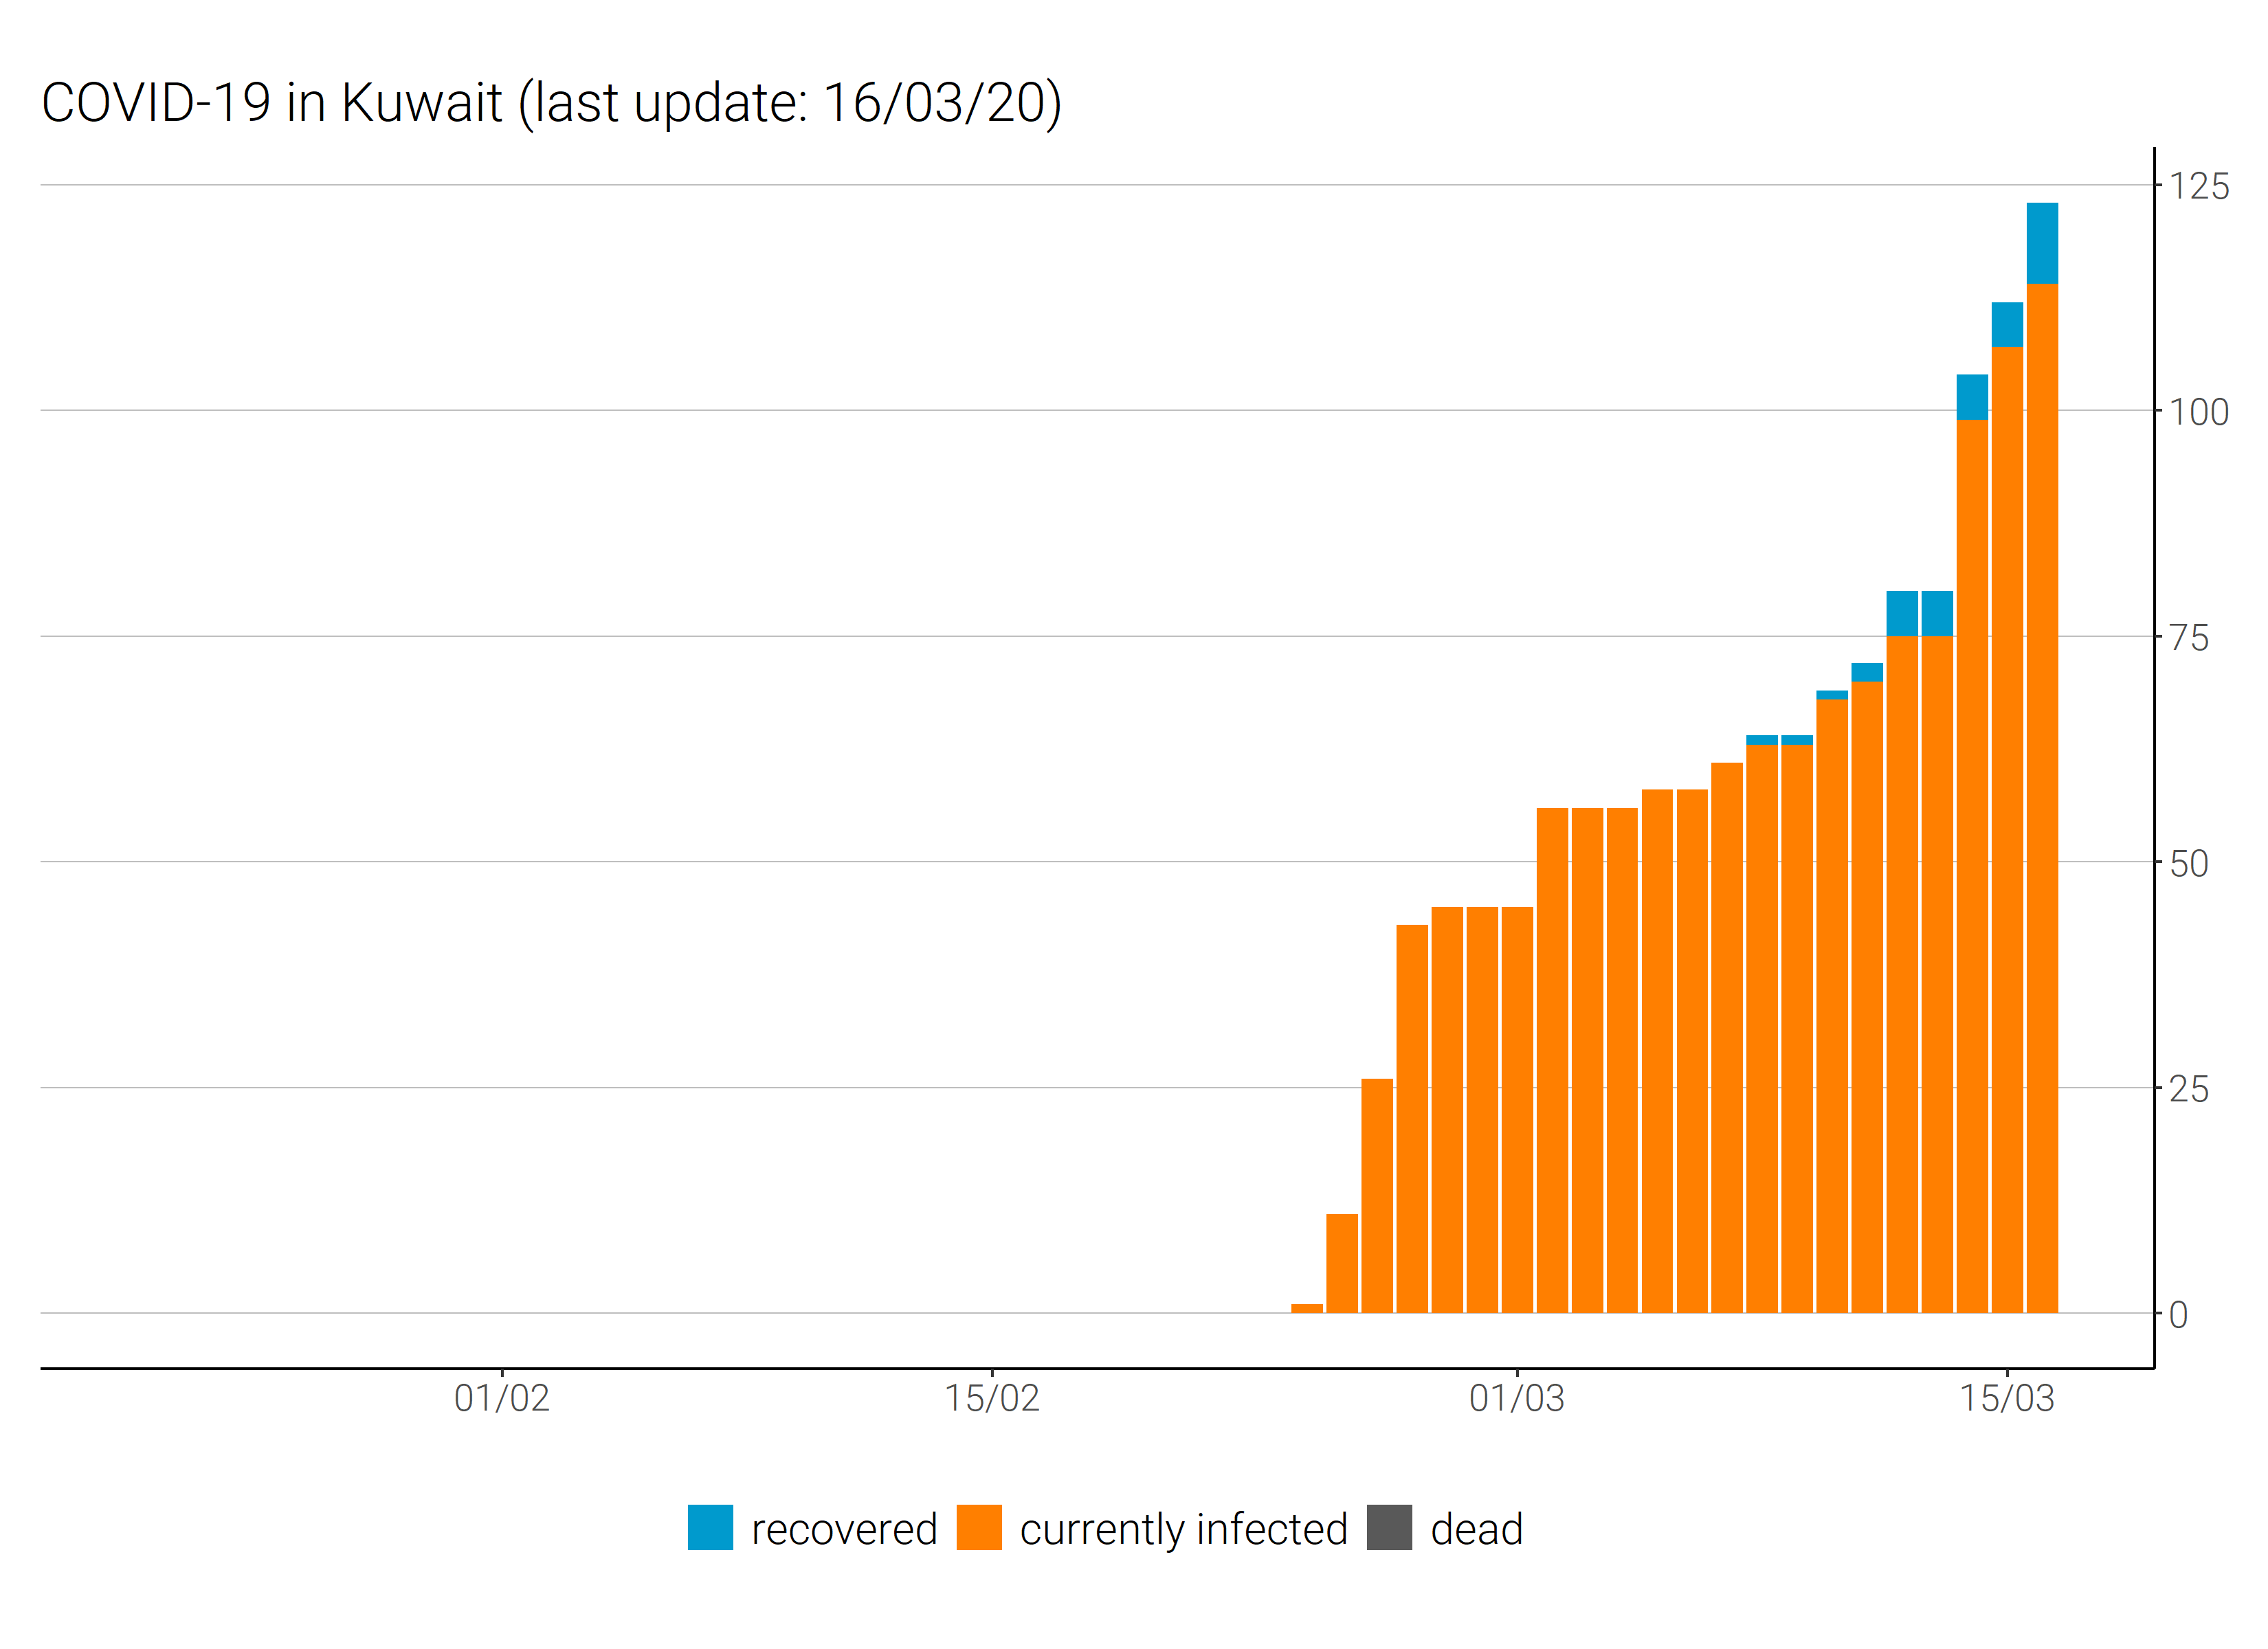 COVID-19 in Kuwait (last update: 16/03/20)
125
100
75
50
25
0
01/02 15/02 01/03 15/03
recovered currently infected dead